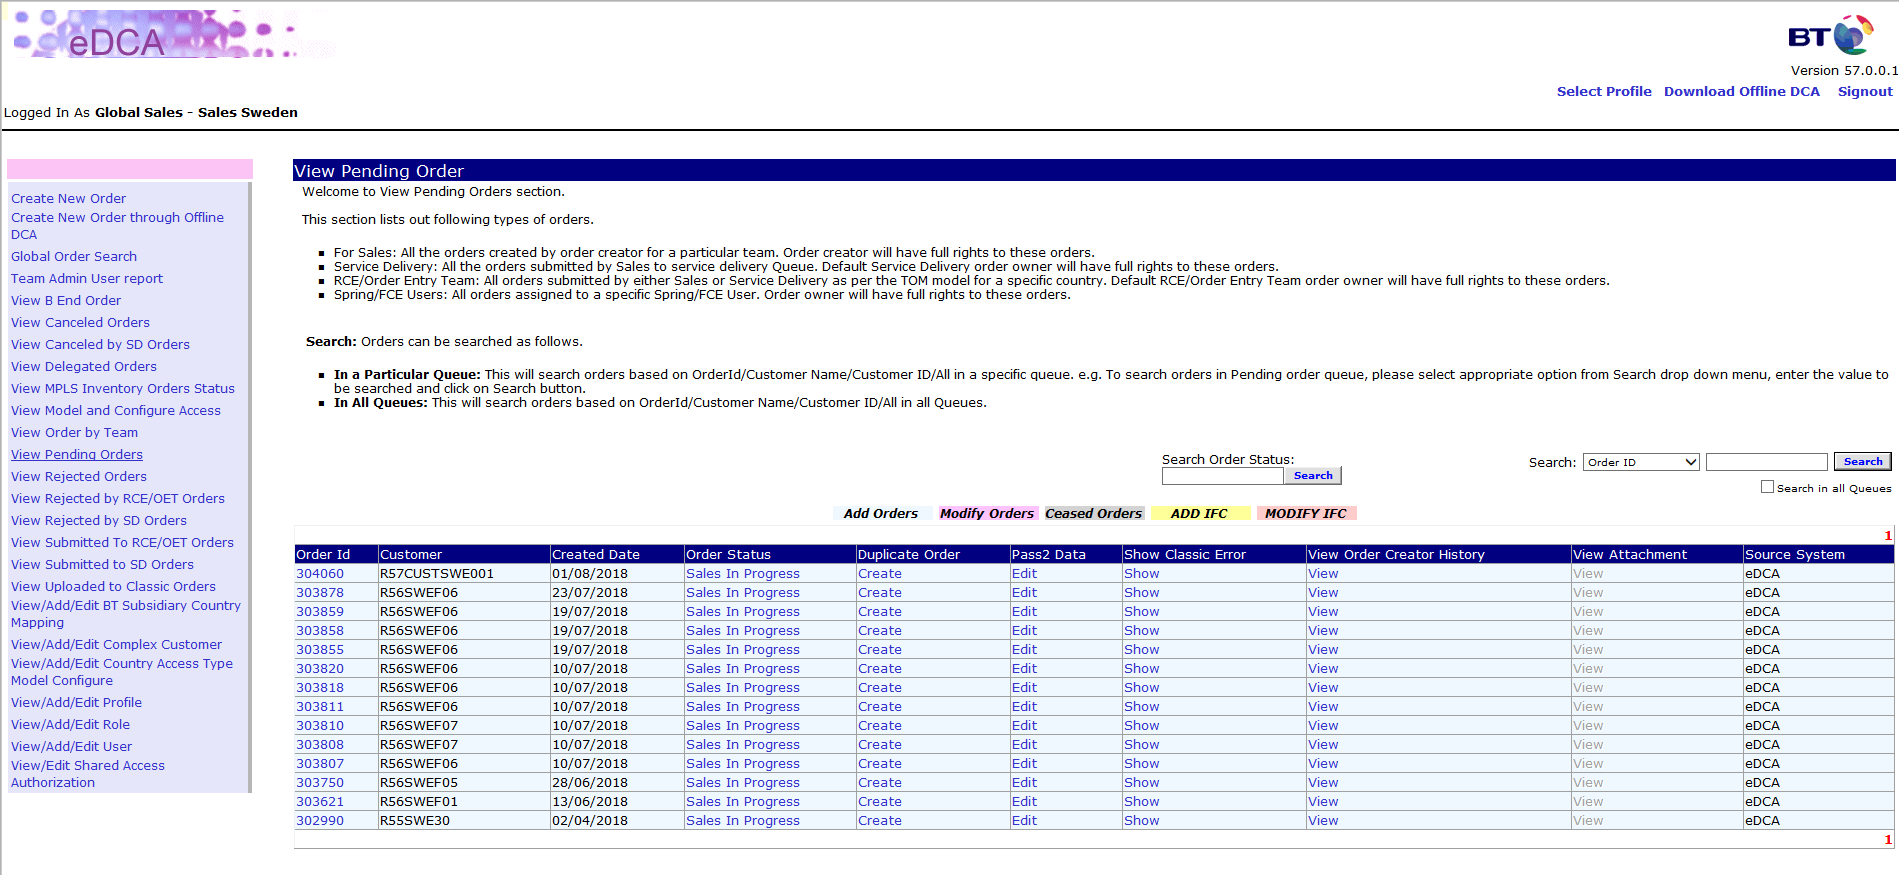 eDCA
BT
Version 57.0.0.1
Select Profile Download Offline DCA Signout
Logged In As Global Sales - Sales Sweden
Create New Order
Create New Order through Offline
DCA
Global Order Search
Team Admin User report
View B End Order
View Canceled Orders
View Canceled by SD Orders
View Delegated Orders
View MPLS Inventory Orders Status
View Model and Configure Access
View Order by Team
View Pending Orders
View Rejected Orders
View Rejected by RCE/OET Orders
View Rejected by SD Orders
View Submitted To RCE/OET Orders
View Submitted to SD Orders
View Uploaded to Classic Orders
View/Add/Edit BT Subsidiary Country
Mapping
View/Add/Edit Complex Customer
View/Add/Edit Country Access Type
Model Configure
View/Add/Edit Profile
View/Add/Edit Role
View/Add/Edit User
View/Edit Shared Access
Authorization
View Pending Order
Welcome to View Pending Orders section.
This section lists out following types of orders.
For Sales: All the orders created by order creator for a particular team. Order creator will have full rights to these orders.
Service Delivery: All the orders submitted by Sales to service delivery Queue. Default Service Delivery order owner will have full rights to these orders.
RCE/Order Entry Team: All orders submitted by either Sales or Service Delivery as per the TOM model for a specific country. Default RCE/Order Entry Team order owner will have full rights to these orders.
Spring/FCE Users: All orders assigned to a specific Spring/FCE User. Order owner will have full rights to these orders.
Search: Orders can be searched as follows.
In a Particular Queue: This will search orders based on OrderId/Customer Name/Customer ID/All in a specific queue. e.g. To search orders in Pending order queue, please select appropriate option from Search drop down menu, enter the value to
be searched and click on Search button.
In All Queues: This will search orders based on OrderId/Customer Name/Customer ID/All in all Queues.
Search Order Status:
Search
Search: Order ID Search
Search in all Queues
Add Orders Modify Orders Ceased Orders ADD IFC MODIFY IFC
1
Order Id Customer Created Date Order Status Duplicate Order Pass2 Data Show Classic Error View Order Creator History View Attachment Source System
304060 R57CUSTSWE001 01/08/2018 Sales In Progress Create Edit Show View View eDCA
303878 R56SWEF06 23/07/2018 Sales In Progress Create Edit Show View View eDCA
303859 R56SWEF06 19/07/2018 Sales In Progress Create Edit Show View View eDCA
303858 R56SWEF06 19/07/2018 Sales In Progress Create Edit Show View View eDCA
303855 R56SWEF06 19/07/2018 Sales In Progress Create Edit Show View View eDCA
303820 R56SWEF06 10/07/2018 Sales In Progress Create Edit Show View View eDCA
303818 R56SWEF06 10/07/2018 Sales In Progress Create Edit Show View View eDCA
303811 R56SWEF06 10/07/2018 Sales In Progress Create Edit Show View View eDCA
303810 R56SWEF07 10/07/2018 Sales In Progress Create Edit Show View View eDCA
303808 R56SWEF07 10/07/2018 Sales In Progress Create Edit Show View View eDCA
303807 R56SWEF06 10/07/2018 Sales In Progress Create Edit Show View View eDCA
303750 R56SWEF05 28/06/2018 Sales In Progress Create Edit Show View View eDCA
303621 R56SWEF01 13/06/2018 Sales In Progress Create Edit Show View View eDCA
302990 R55SWE30 02/04/2018 Sales In Progress Create Edit Show View View eDCA
1